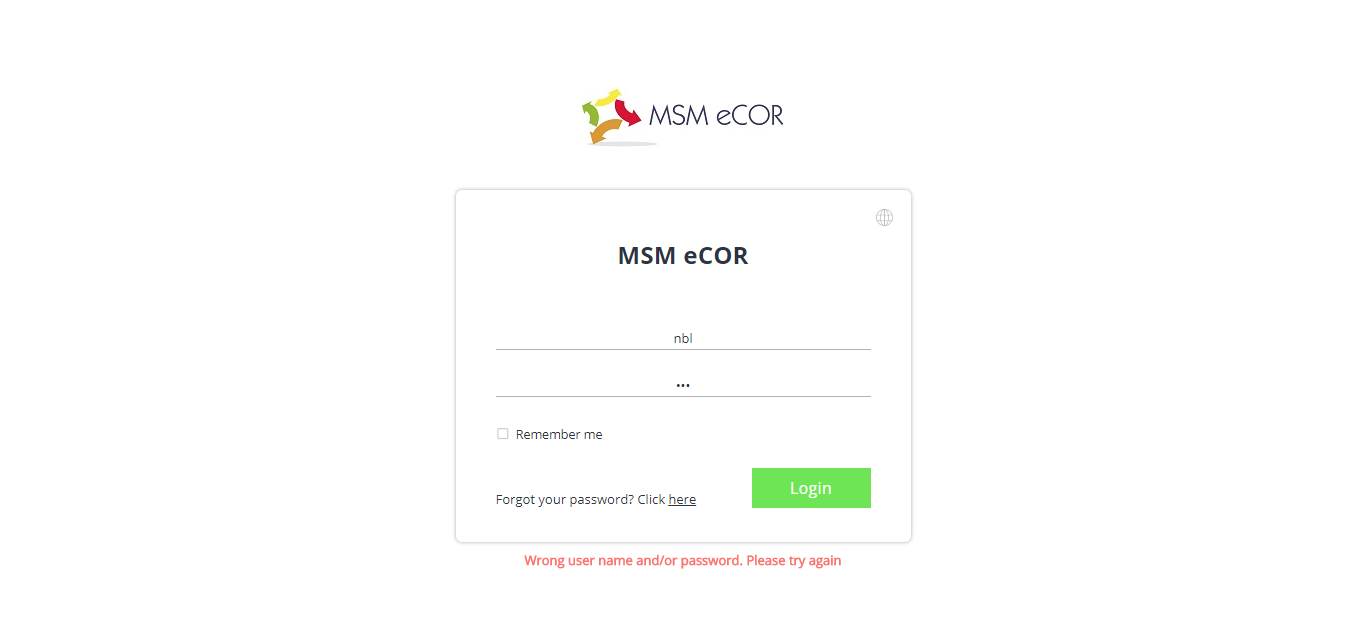 MSM eCOR
MSM eCOR
nbl
•••
Remember me
Login
Forgot your password? Click here
Wrong user name and/or password. Please try again